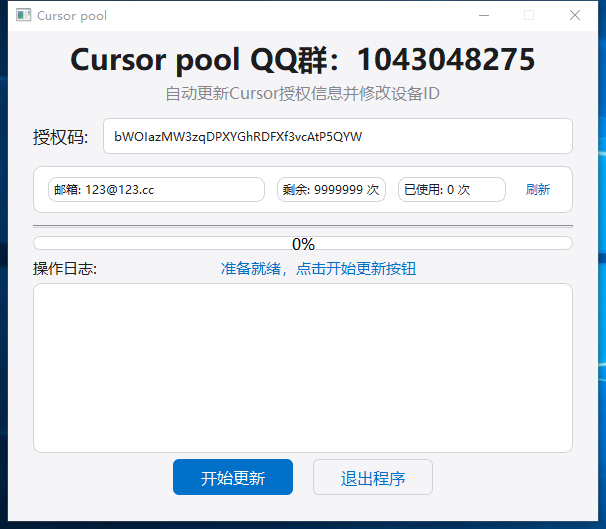 Cursor pool
Cursor pool QQ群：1043048275
自动更新Cursor授权信息并修改设备ID
授权码: bWOIazMW3zqDPXYGhRDFXf3vcAtP5QYW
邮箱: 123@123.cc 剩余: 9999999 次 已使用: 0 次 刷新
0%
操作日志: 准备就绪，点击开始更新按钮
开始更新 退出程序